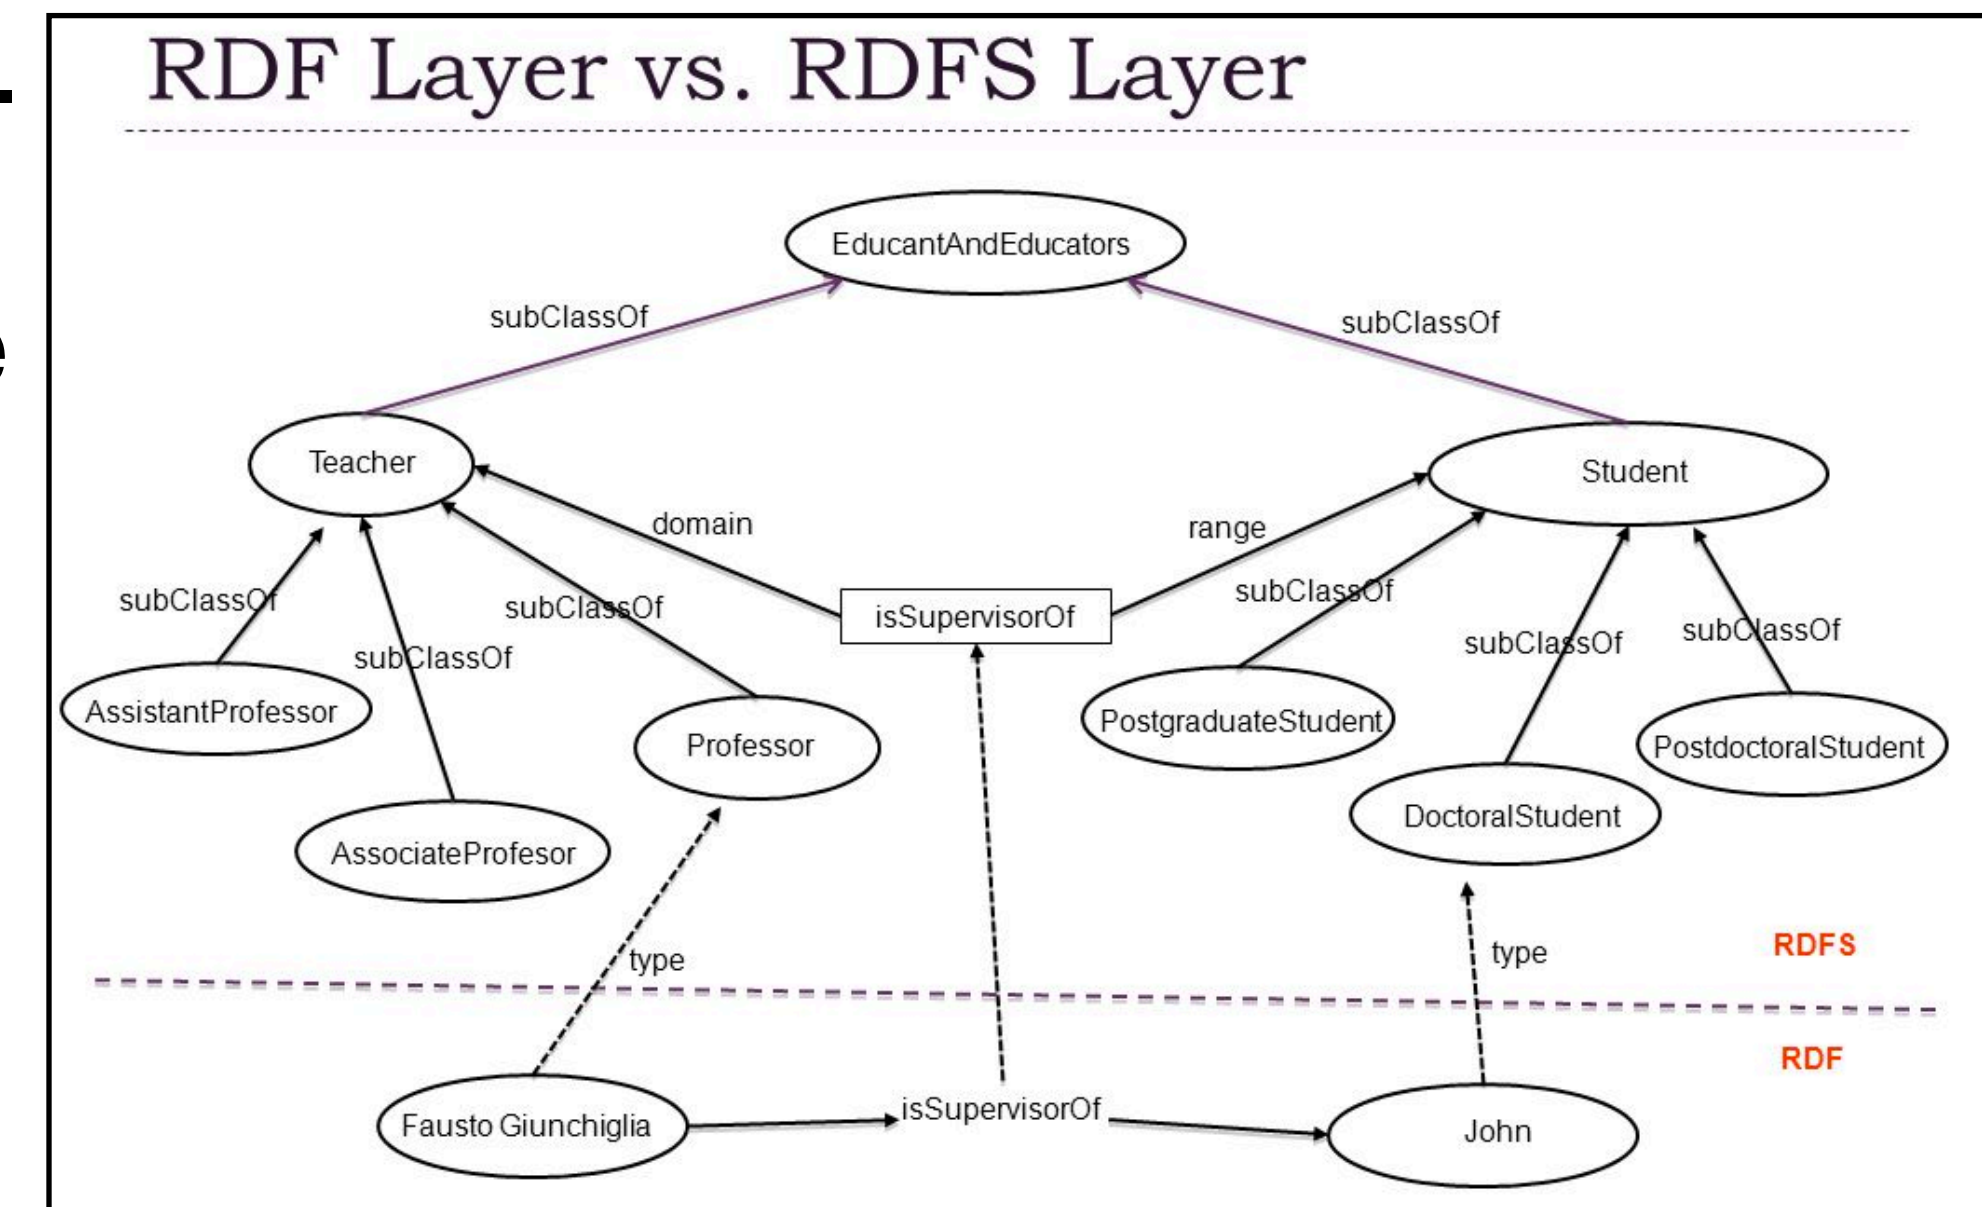 RDF Layer vs. RDFS Layer
EducantAndEducators
subClassOf
subClassOf
Teacher
Student
domain
range
subClassOf
subClassOf
isSupervisorOf
subClassOf
subClassOf
subClassOf
subClassOf
AssistantProfessor
Professor
PostgraduateStudent
PostdoctoralStudent
AssociateProfesor
DoctoralStudent
type
type
RDFS
RDF
Fausto Giunchiglia
isSupervisorOf
John